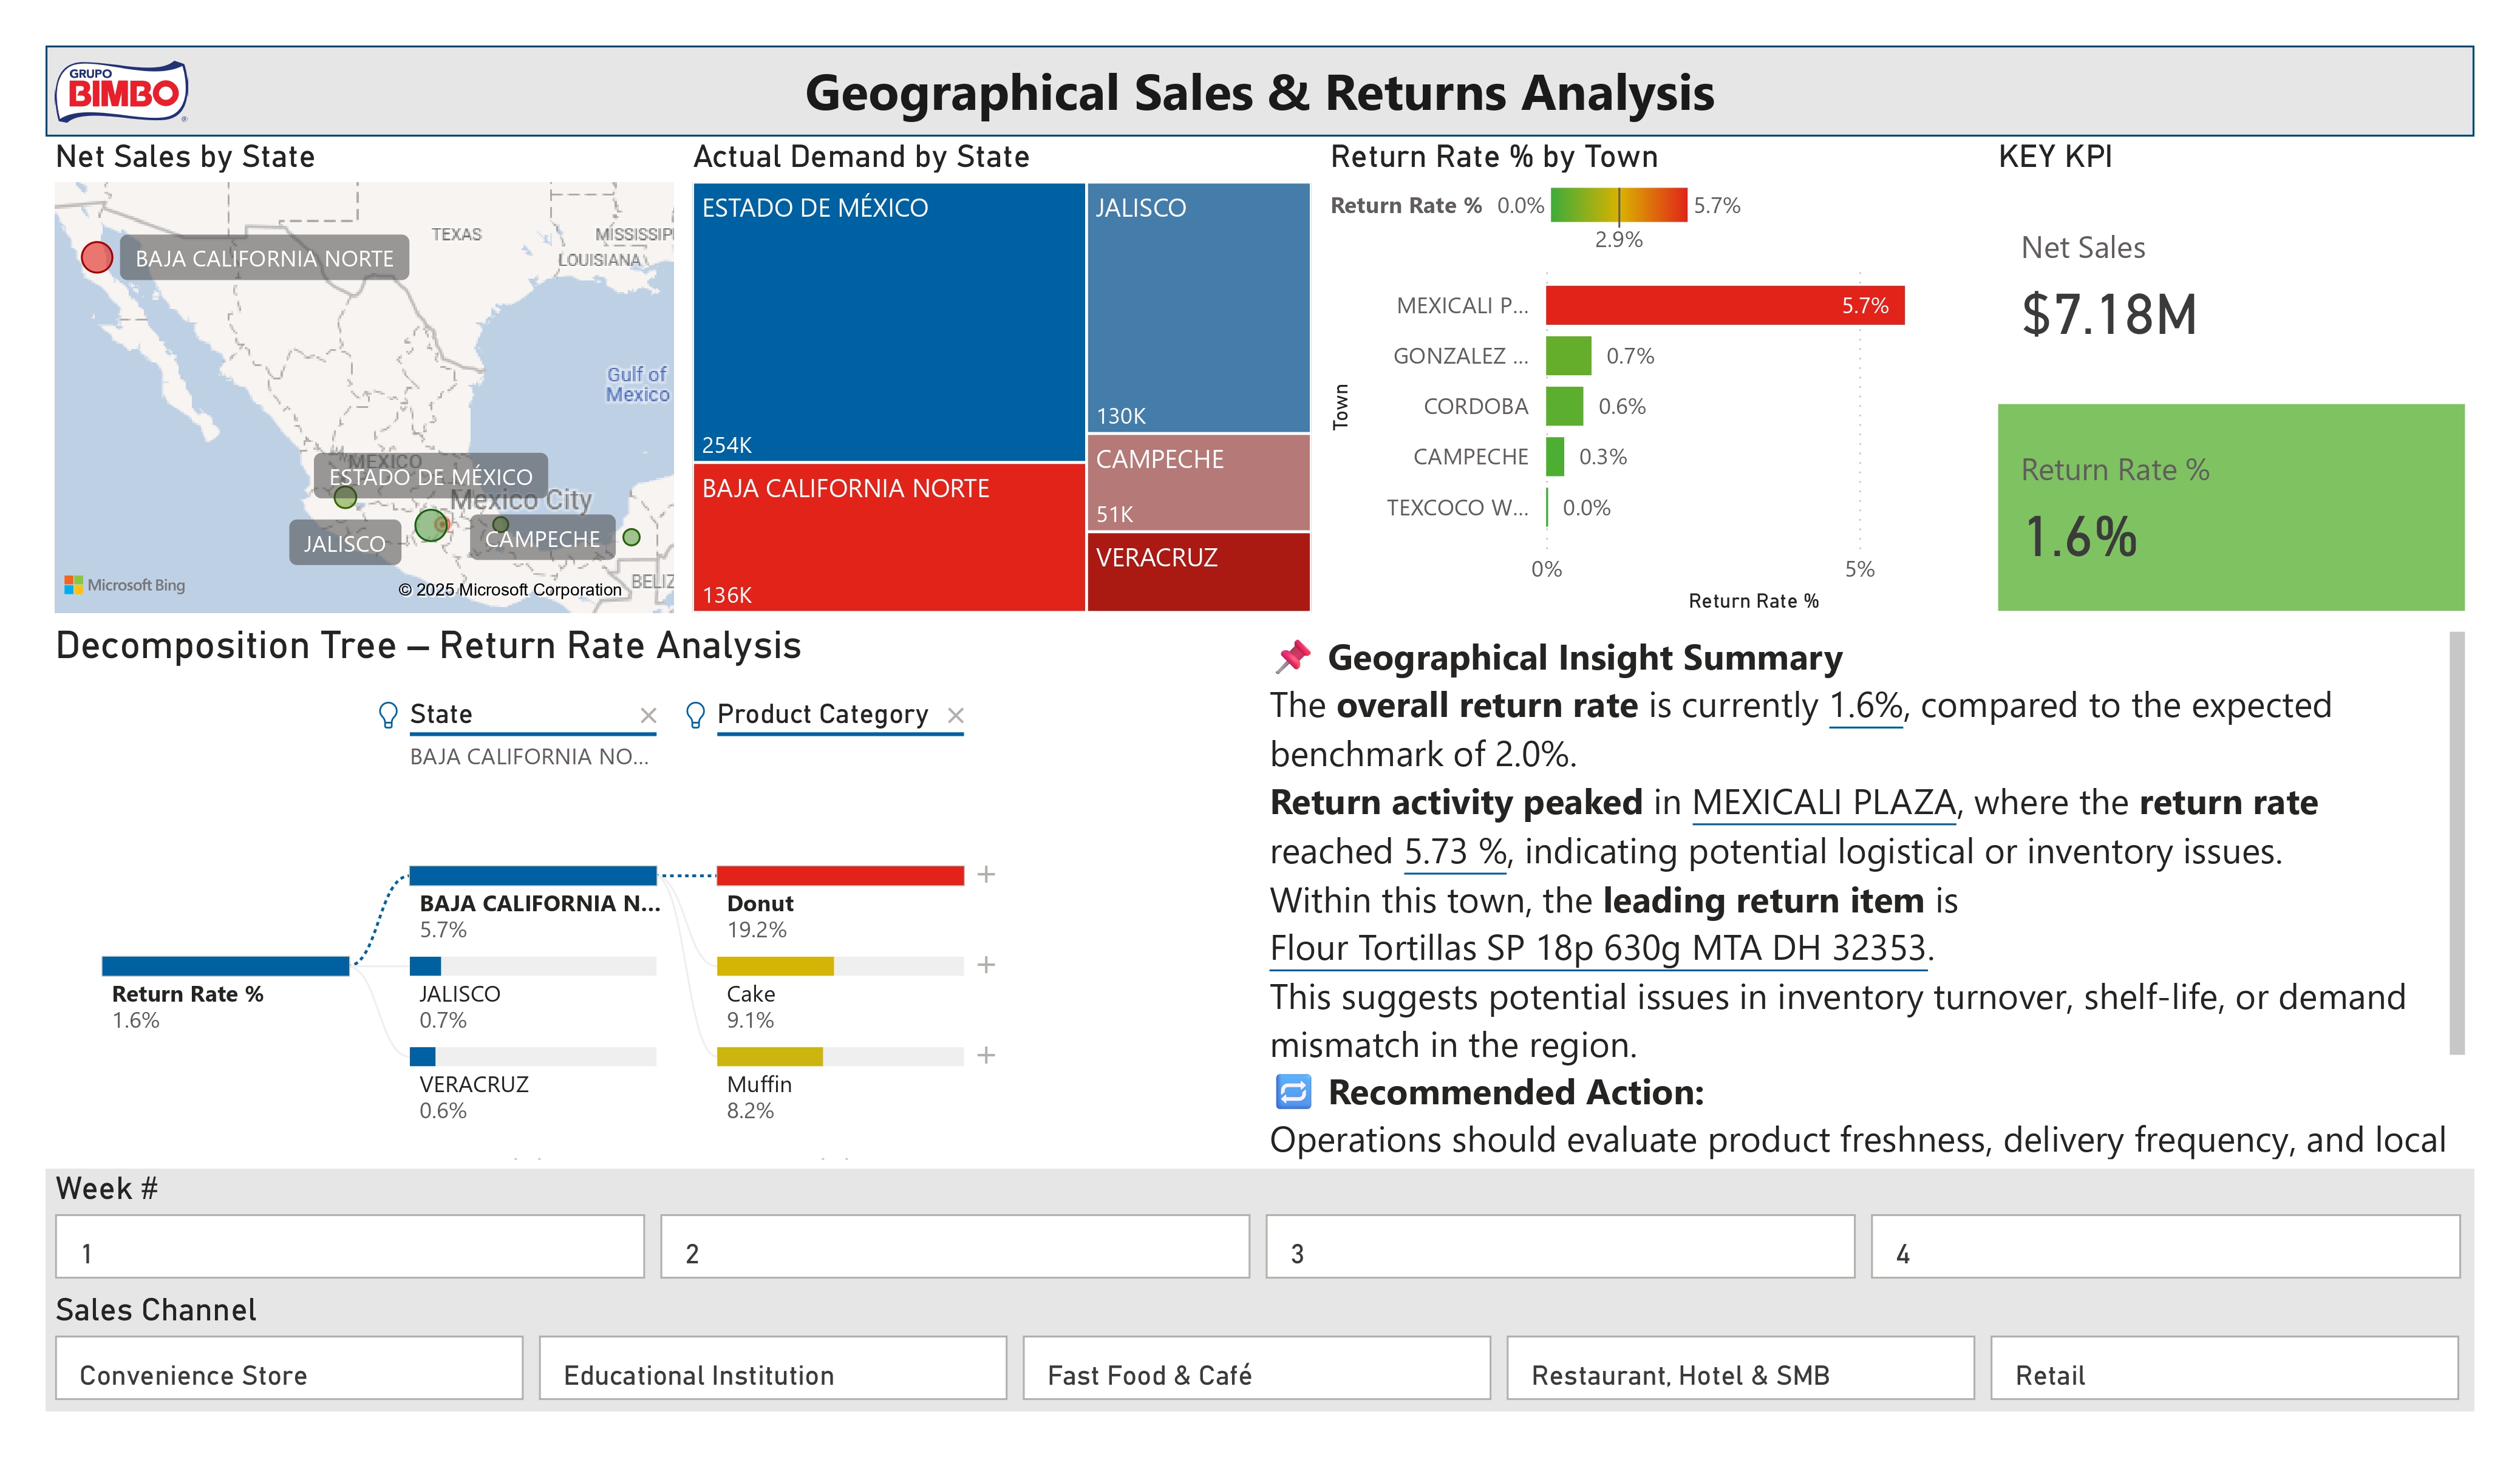 GRUPO
BIMBO
®
Geographical Sales & Returns Analysis
Net Sales by State
TEXAS
MISSISSIP
LOUISIANA
BAJA CALIFORNIA NORTE
Gulf of
Mexico
MEXICO
ESTADO DE MÉXICO
Mexico City
JALISCO
CAMPECHE
Microsoft Bing
© 2025 Microsoft Corporation
BELIZ
Actual Demand by State
ESTADO DE MÉXICO
254K
BAJA CALIFORNIA NORTE
136K
JALISCO
130K
CAMPECHE
51K
VERACRUZ
Return Rate % by Town
Return Rate % 0.0% 5.7%
2.9%
Town
MEXICALI P... 5.7%
GONZALEZ ... 0.7%
CORDOBA 0.6%
CAMPECHE 0.3%
TEXCOCO W... 0.0%
0% 5%
Return Rate %
KEY KPI
Net Sales
$7.18M
Return Rate %
1.6%
Decomposition Tree – Return Rate Analysis
State
BAJA CALIFORNIA NO...
Product Category
Return Rate %
1.6%
BAJA CALIFORNIA N...
5.7%
JALISCO
0.7%
VERACRUZ
0.6%
Donut
19.2%
Cake
9.1%
Muffin
8.2%
📌 Geographical Insight Summary
The overall return rate is currently 1.6%, compared to the expected
benchmark of 2.0%.
Return activity peaked in MEXICALI PLAZA, where the return rate
reached 5.73 %, indicating potential logistical or inventory issues.
Within this town, the leading return item is
Flour Tortillas SP 18p 630g MTA DH 32353.
This suggests potential issues in inventory turnover, shelf-life, or demand
mismatch in the region.
🔁 Recommended Action:
Operations should evaluate product freshness, delivery frequency, and local
Week #
1
2
3
4
Sales Channel
Convenience Store
Educational Institution
Fast Food & Café
Restaurant, Hotel & SMB
Retail